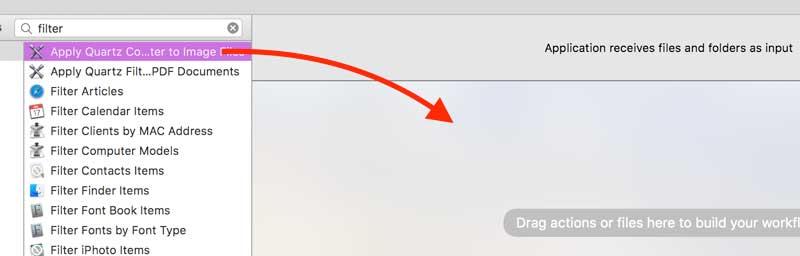 s
filter
Application receives files and folders as input
Apply Quartz Co...ter to Image Files
Apply Quartz Filt...PDF Documents
Filter Articles
17
Filter Calendar Items
Filter Clients by MAC Address
Filter Computer Models
Filter Contacts Items
Filter Finder Items
Filter Font Book Items
Drag actions or files here to build your workfl
Filter Fonts by Font Type
Filter iPhoto Items